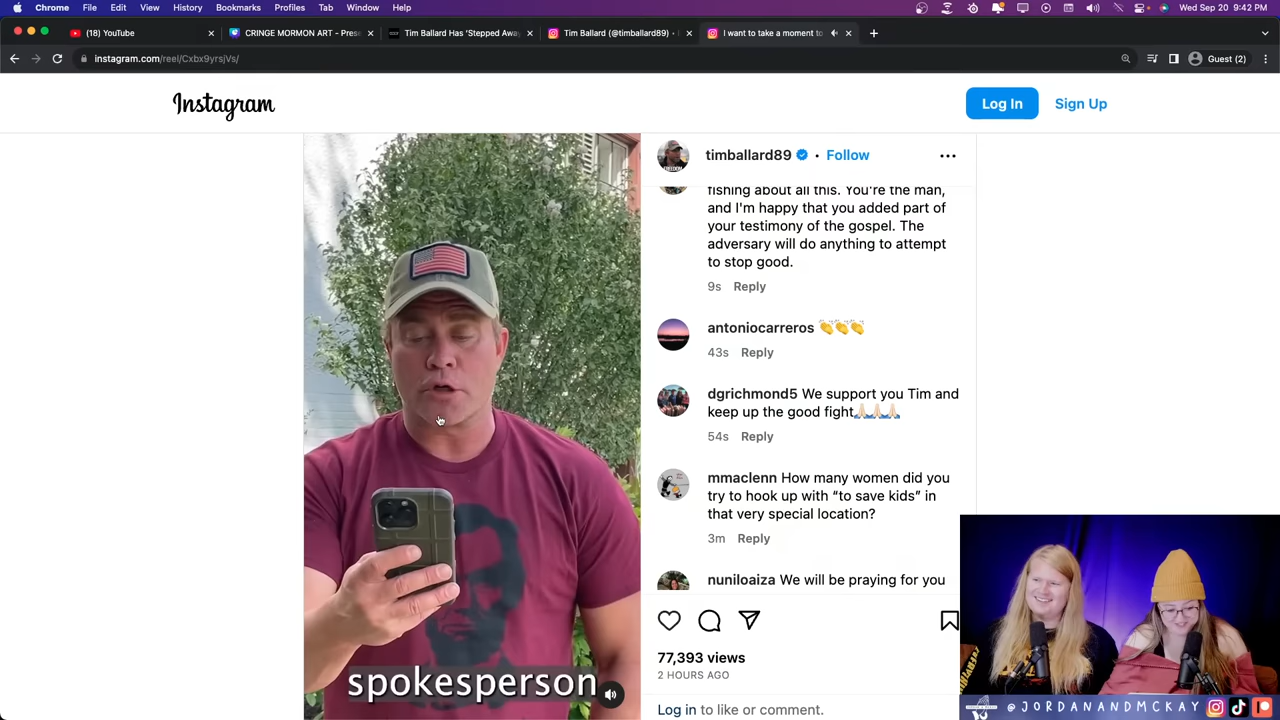 Chrome File Edit View History Bookmarks Profiles Tab Window Help
Wed Sep 20 9:42 PM
(18) YouTube
CRINGE MORMON ART - Prese
Tim Ballard Has ‘Stepped Away
Tim Ballard (@timballard89) •
I want to take a moment to
instagram.com/reel/Cxbx9yrsjVs/
Guest (2)
Instagram
Log In
Sign Up
timballard89 • Follow
fishing about all this. You're the man,
and I'm happy that you added part of
your testimony of the gospel. The
adversary will do anything to attempt
to stop good.
9s Reply
antoniocarreros 👏🏼👏🏼👏🏼
43s Reply
dgrichmond5 We support you Tim and
keep up the good fight🙏🏻🙏🏻🙏🏻
54s Reply
mmaclenn How many women did you
try to hook up with “to save kids” in
that very special location?
3m Reply
nuniloaiza We will be praying for you
77,393 views
2 HOURS AGO
Log in to like or comment.
spokesperson
@JORDANANDMCKAY